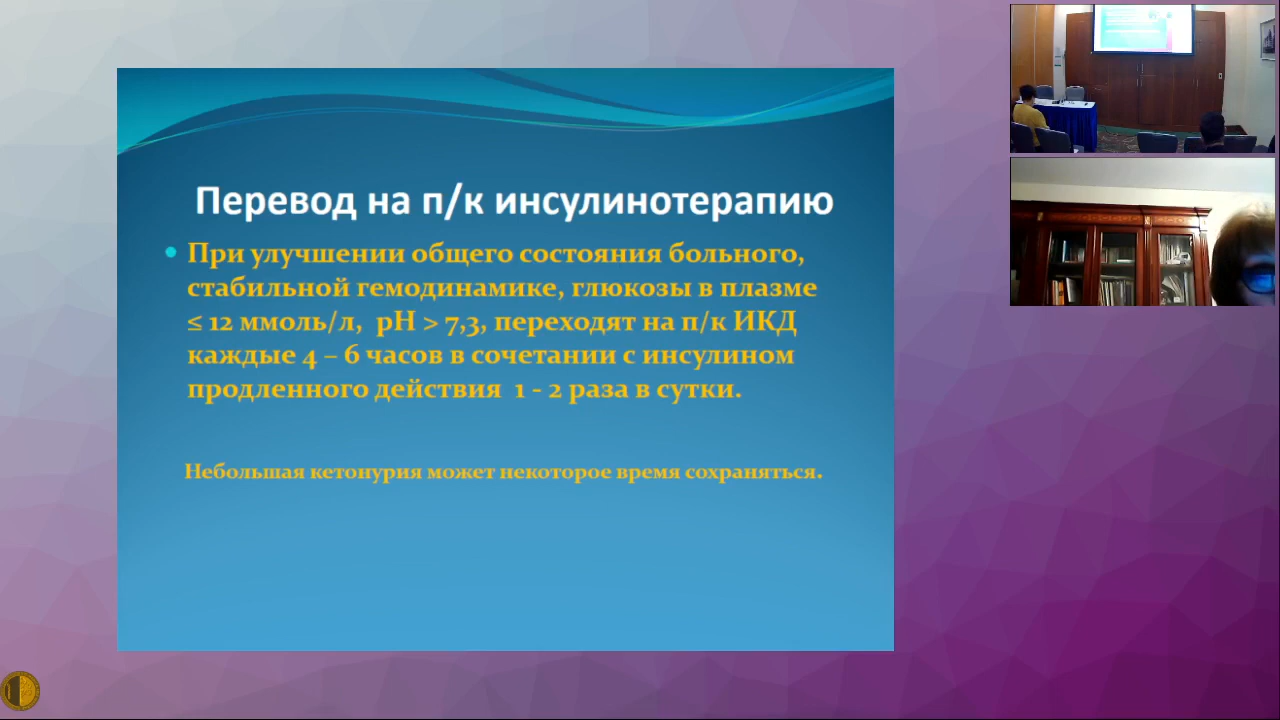 Перевод на п/к инсулинотерапию
При улучшении общего состояния больного,
стабильной гемодинамике, глюкозы в плазме
≤ 12 ммоль/л, pH > 7,3, переходят на п/к ИКД
каждые 4 – 6 часов в сочетании с инсулином
продленного действия 1 - 2 раза в сутки.
Небольшая кетонурия может некоторое время сохраняться.